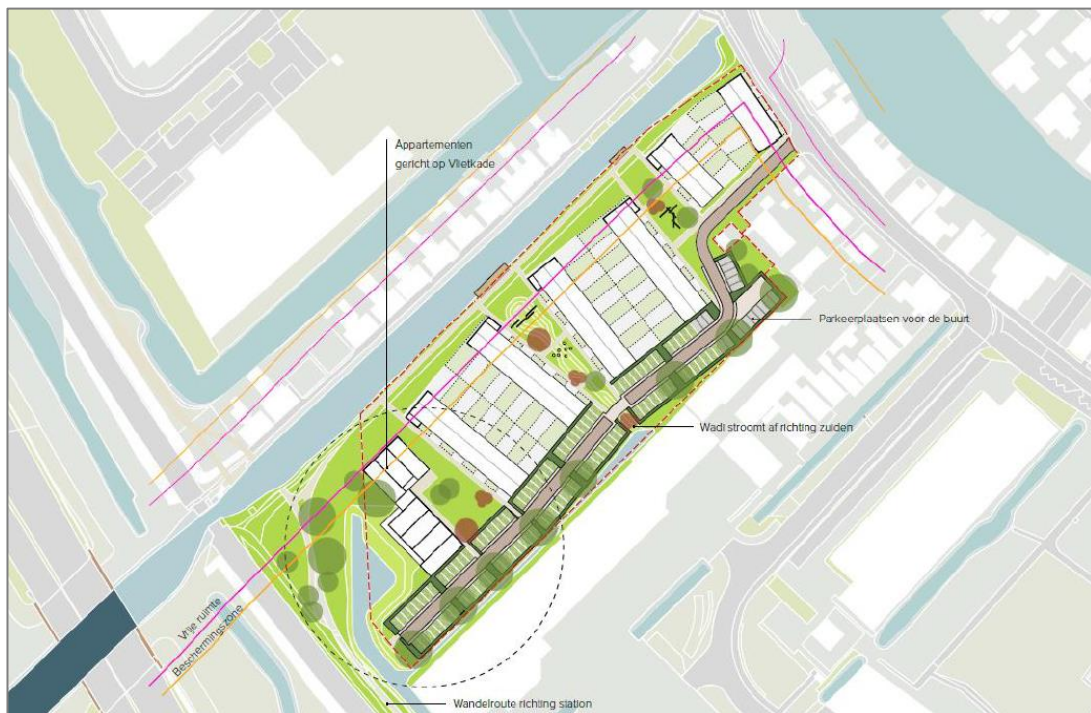 Appartementen
gericht op Vlietkade
Parkeerplaatsen voor de buurt
Wadi stroomt af richting zuiden
Vrije ruimte
Beschermingszone
Wandelroute richting station